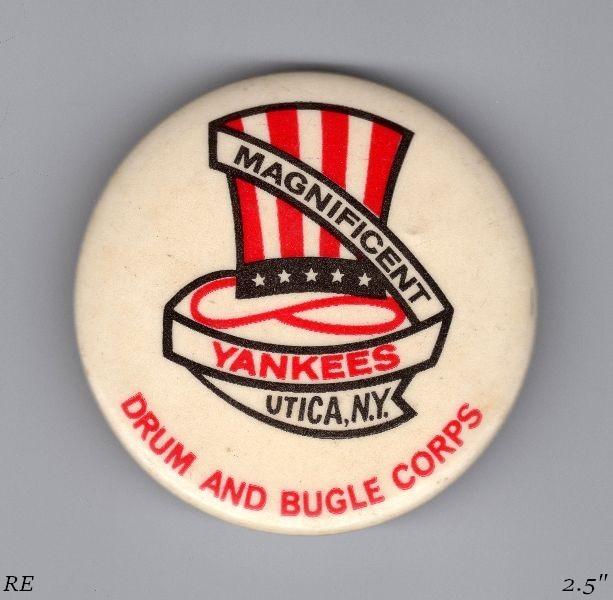 MAGNIFICENT
YANKEES
UTICA, N.Y.
DRUM AND BUGLE CORPS
RE
2.5"